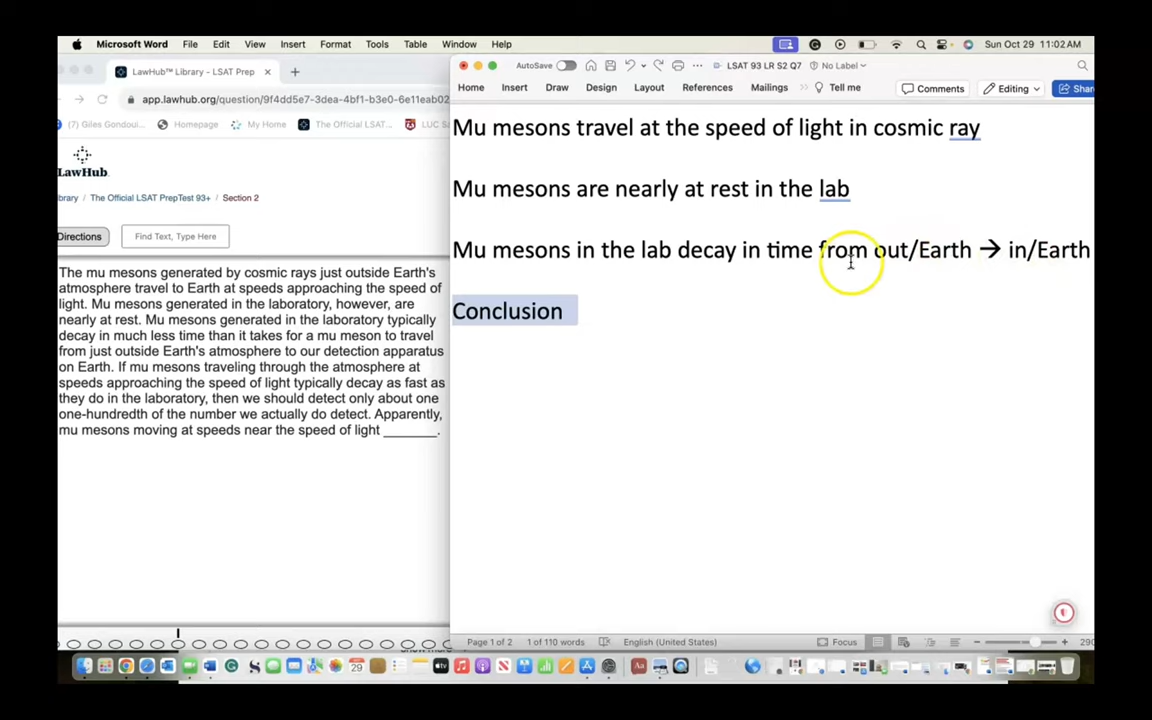 Microsoft Word File Edit View Insert Format Tools Table Window Help Sun Oct 29 11:02 AM
LawHub™ Library - LSAT Prep
AutoSave LSAT 93 LR S2 Q7 No Label
app.lawhub.org/question/9f4dd5e7-3dea-4bf1-b3e0-6e11eab02
Home Insert Draw Design Layout References Mailings Tell me Comments Editing Share
(7) Giles Gondoui... Homepage My Home The Official LSAT... LUC
Mu mesons travel at the speed of light in cosmic ray
LawHub
Mu mesons are nearly at rest in the lab
ibrary / The Official LSAT PrepTest 93+ / Section 2
Directions Find Text, Type Here
Mu mesons in the lab decay in time from out/Earth → in/Earth
Conclusion
The mu mesons generated by cosmic rays just outside Earth's
atmosphere travel to Earth at speeds approaching the speed of
light. Mu mesons generated in the laboratory, however, are
nearly at rest. Mu mesons generated in the laboratory typically
decay in much less time than it takes for a mu meson to travel
from just outside Earth's atmosphere to our detection apparatus
on Earth. If mu mesons traveling through the atmosphere at
speeds approaching the speed of light typically decay as fast as
they do in the laboratory, then we should detect only about one
one-hundredth of the number we actually do detect. Apparently,
mu mesons moving at speeds near the speed of light ________.
Page 1 of 2 1 of 110 words English (United States) Focus 290